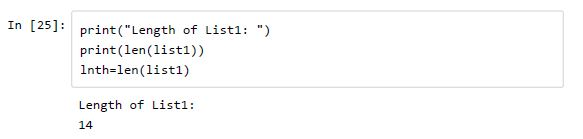 In [25]: print("Length of List1: ")
print(len(list1))
lnth=len(list1)
Length of List1:
14